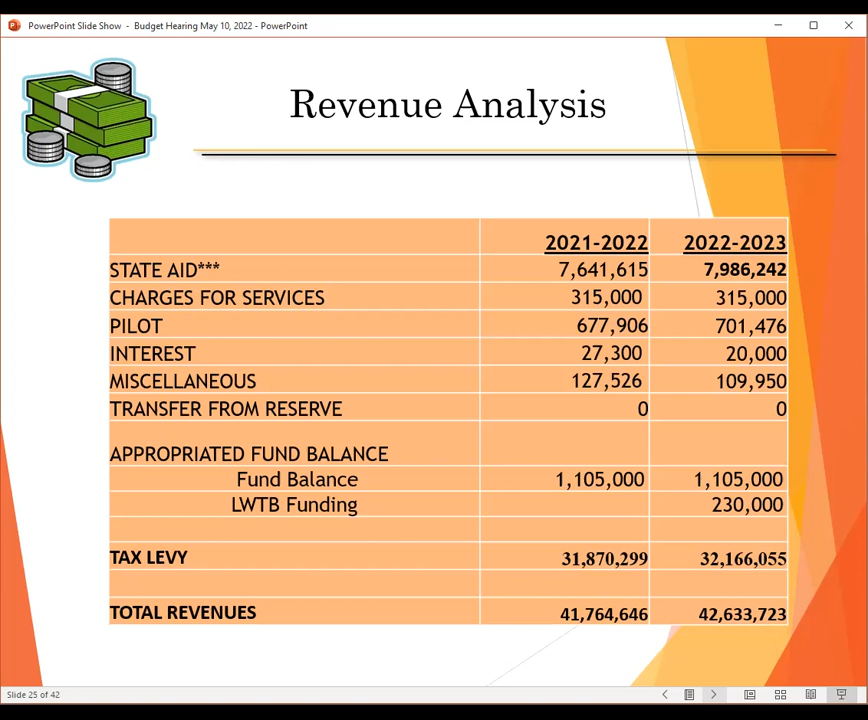 PowerPoint Slide Show - Budget Hearing May 10, 2022 - PowerPoint
Revenue Analysis
2021-2022 2022-2023
STATE AID*** 7,641,615 7,986,242
CHARGES FOR SERVICES 315,000 315,000
PILOT 677,906 701,476
INTEREST 27,300 20,000
MISCELLANEOUS 127,526 109,950
TRANSFER FROM RESERVE 0 0
APPROPRIATED FUND BALANCE
Fund Balance 1,105,000 1,105,000
LWTB Funding 230,000
TAX LEVY 31,870,299 32,166,055
TOTAL REVENUES 41,764,646 42,633,723
Slide 25 of 42